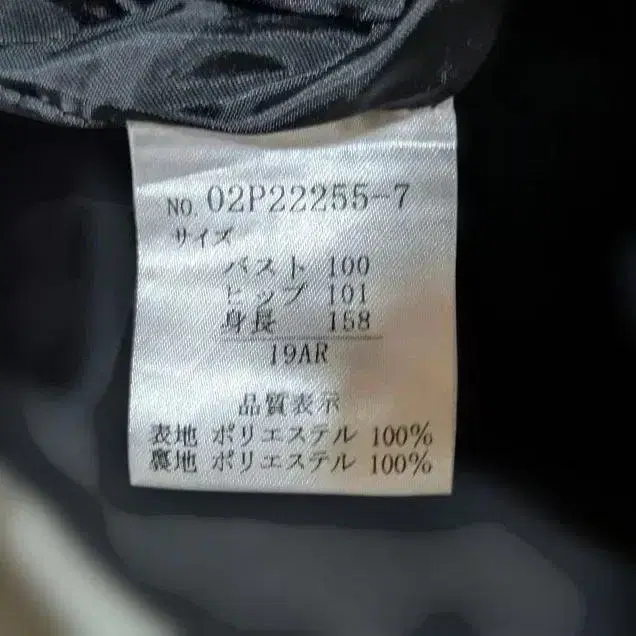 NO. 02P22255-7
サイズ
バスト 100
ヒップ 101
身長 158
19AR
品質表示
表地 ポリエステル 100%
裏地 ポリエステル 100%